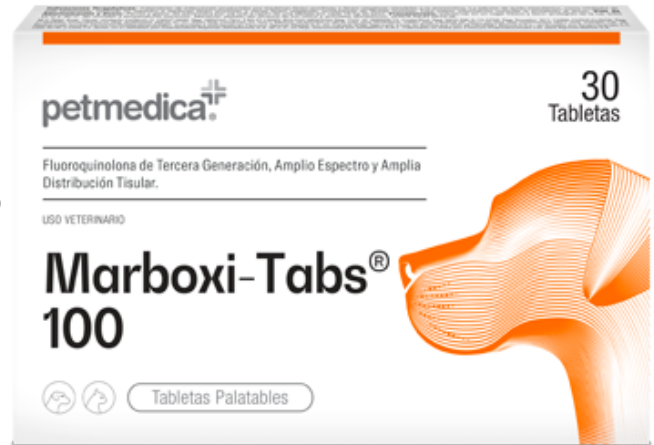 petmedica.
30
Tabletas
Fluoroquinolona de Tercera Generación, Amplio Espectro y Amplia
Distribución Tisular.
USO VETERINARIO
Marboxi-Tabs®
100
Tabletas Palatables